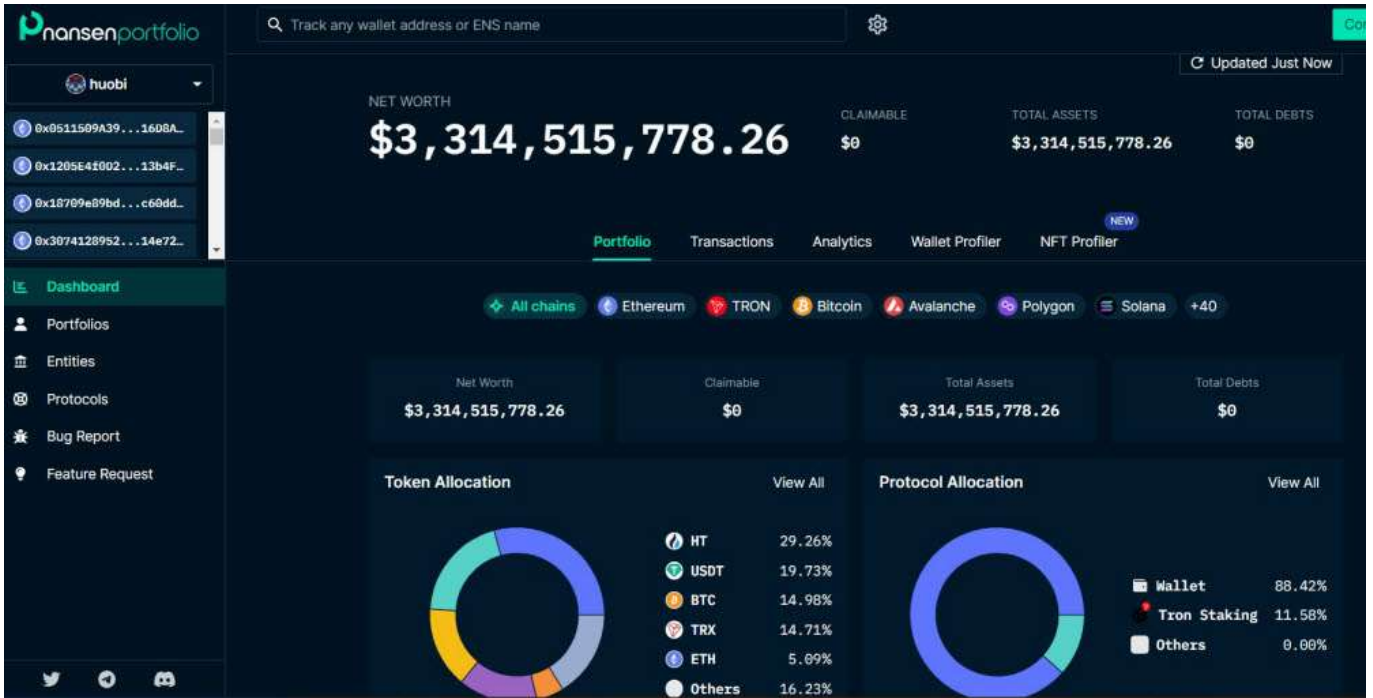 nansenportfolio
Track any wallet address or ENS name
huobi
Updated Just Now
0x0511509A39...16D8A…
0x1205E4f0D2...13b4F…
0x18709e89bd...c60dd…
0x3074128952...14e72…
NET WORTH
$3,314,515,778.26
CLAIMABLE
$0
TOTAL ASSETS
$3,314,515,778.26
TOTAL DEBTS
$0
Portfolio
Transactions
Analytics
Wallet Profiler
NFT Profiler
NEW
Dashboard
Portfolios
Entities
Protocols
Bug Report
Feature Request
All chains
Ethereum
TRON
Bitcoin
Avalanche
Polygon
Solana
+40
Net Worth
$3,314,515,778.26
Claimable
$0
Total Assets
$3,314,515,778.26
Total Debts
$0
Token Allocation
View All
HT 29.26%
USDT 19.73%
BTC 14.98%
TRX 14.71%
ETH 5.09%
Others 16.23%
Protocol Allocation
View All
Wallet 88.42%
Tron Staking 11.58%
Others 0.00%